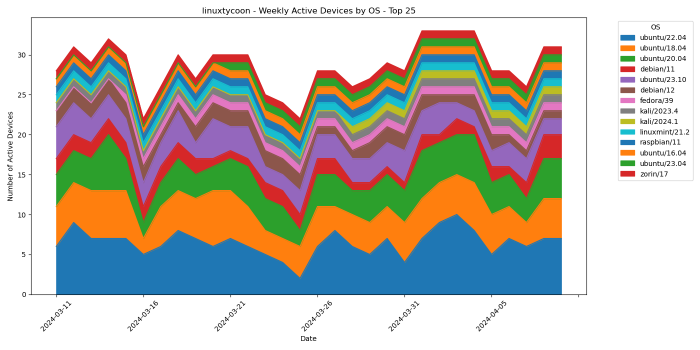 linuxtycoon - Weekly Active Devices by OS - Top 25
Number of Active Devices
30
25
20
15
10
5
0
2024-03-11
2024-03-16
2024-03-21
2024-03-26
2024-03-31
2024-04-05
Date
OS
ubuntu/22.04
ubuntu/18.04
ubuntu/20.04
debian/11
ubuntu/23.10
debian/12
fedora/39
kali/2023.4
kali/2024.1
linuxmint/21.2
raspbian/11
ubuntu/16.04
ubuntu/23.04
zorin/17